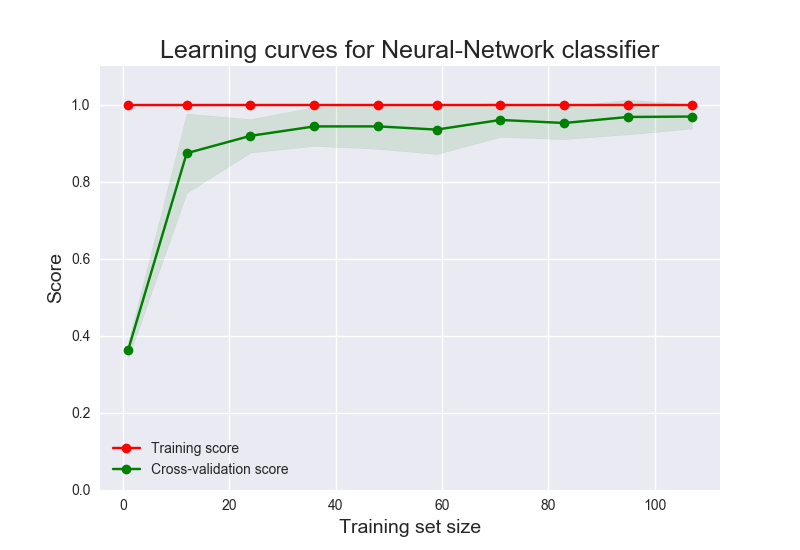 Learning curves for Neural-Network classifier
1.0
0.8
0.6
0.4
0.2
0.0
Score
Training score
Cross-validation score
0 20 40 60 80 100
Training set size